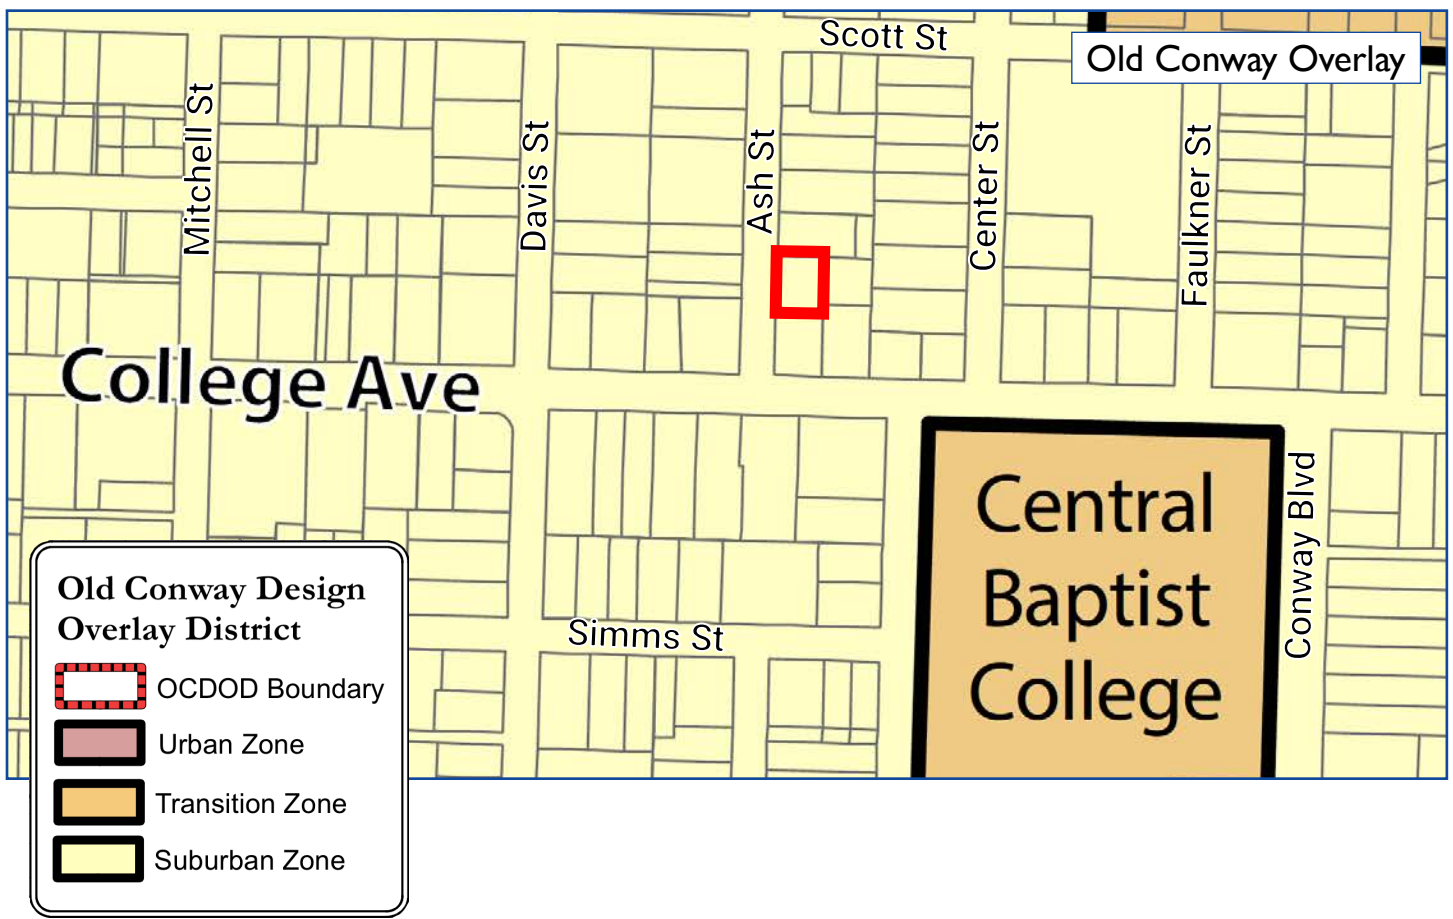 Scott St
Old Conway Overlay
Mitchell St
Davis St
Ash St
Center St
Faulkner St
College Ave
Central
Baptist
College
Conway Blvd
Simms St
Old Conway Design
Overlay District
OCDOD Boundary
Urban Zone
Transition Zone
Suburban Zone